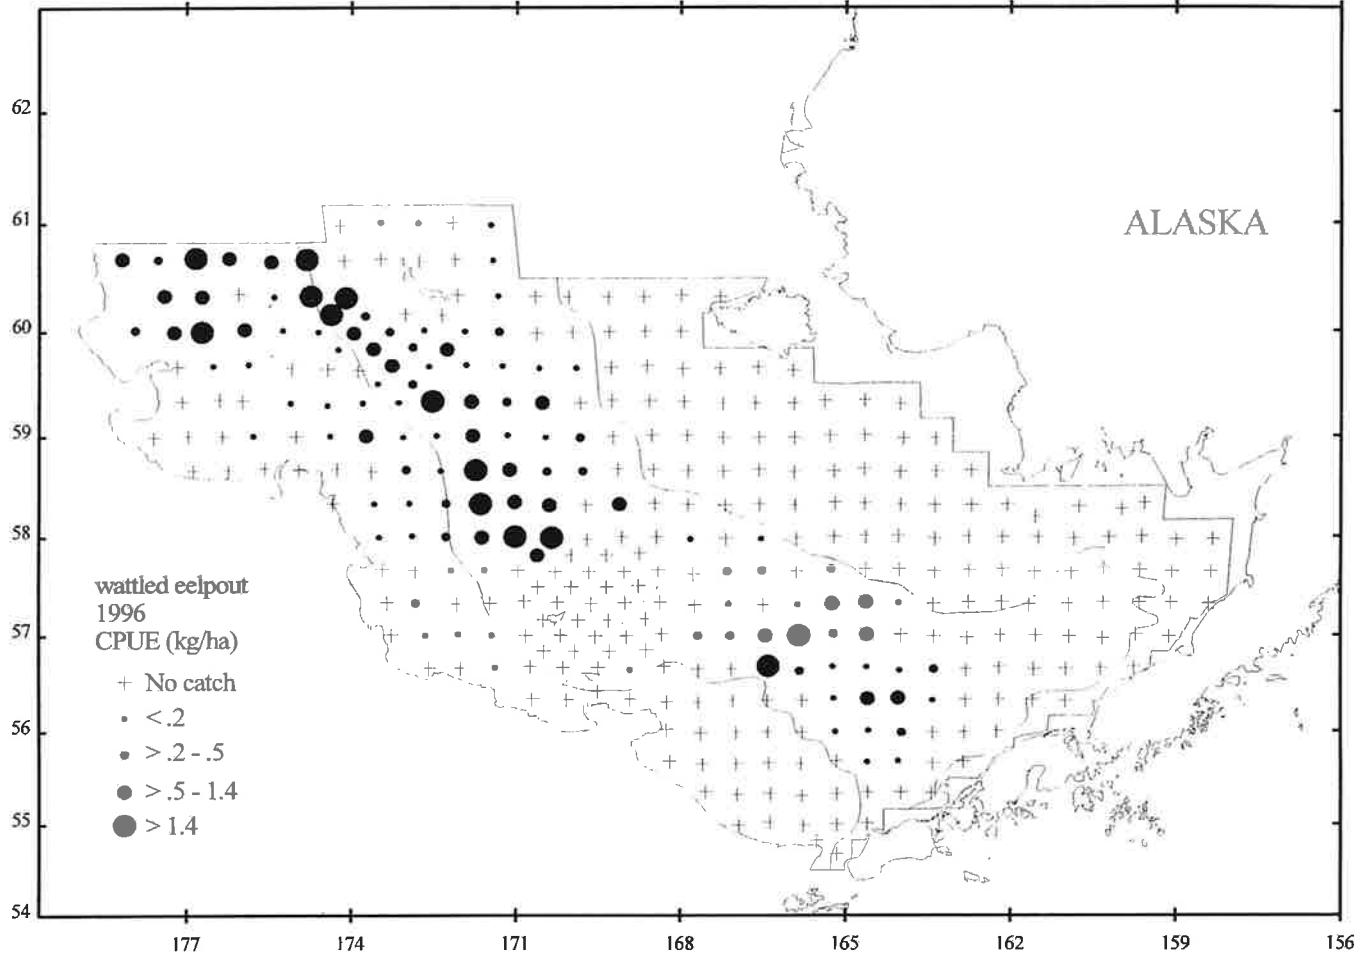 62
61
60
59
58
57
56
55
54
ALASKA
wattled eelpout
1996
CPUE (kg/ha)
No catch
< .2
> .2 - .5
> .5 - 1.4
> 1.4
177 174 171 168 165 162 159 156